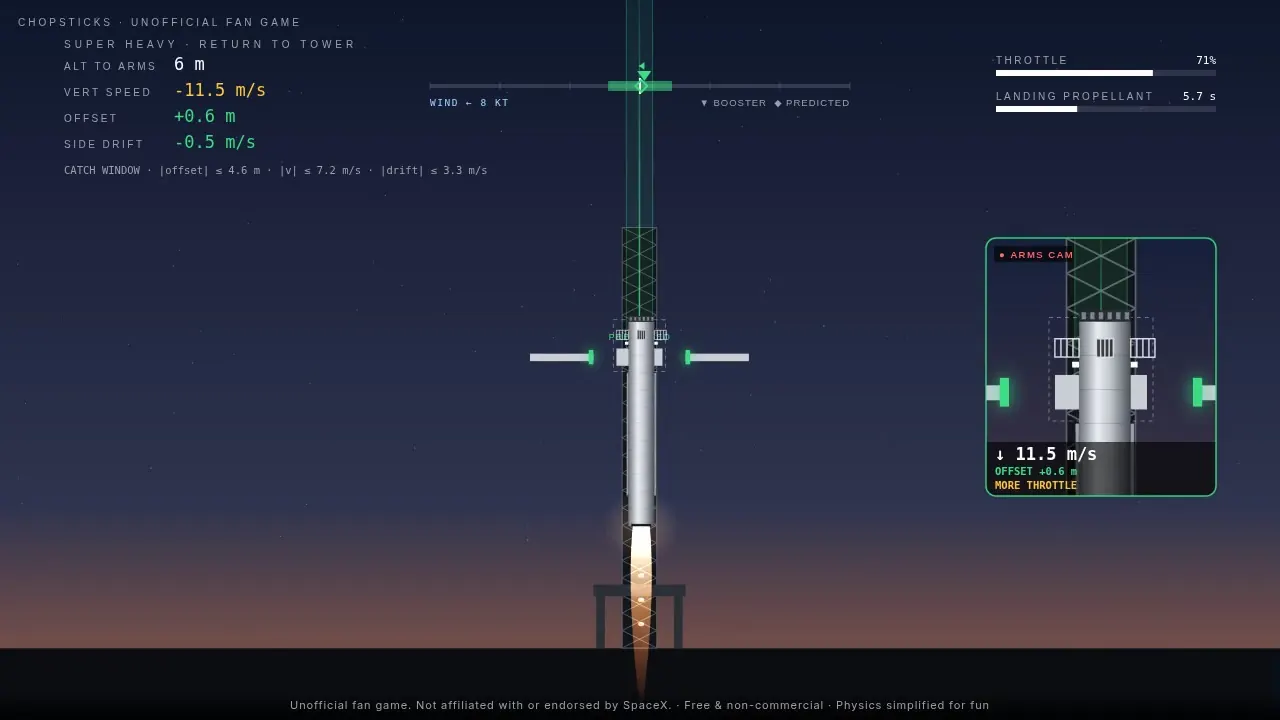 CHOPSTICKS · UNOFFICIAL FAN GAME
SUPER HEAVY · RETURN TO TOWER
ALT TO ARMS 6 m
VERT SPEED -11.5 m/s
OFFSET +0.6 m
SIDE DRIFT -0.5 m/s
CATCH WINDOW · |offset| ≤ 4.6 m · |v| ≤ 7.2 m/s · |drift| ≤ 3.3 m/s
WIND ← 8 KT
▼ BOOSTER ◆ PREDICTED
THROTTLE 71%
LANDING PROPELLANT 5.7 s
● ARMS CAM
↓ 11.5 m/s
OFFSET +0.6 m
MORE THROTTLE
Unofficial fan game. Not affiliated with or endorsed by SpaceX. · Free & non-commercial · Physics simplified for fun